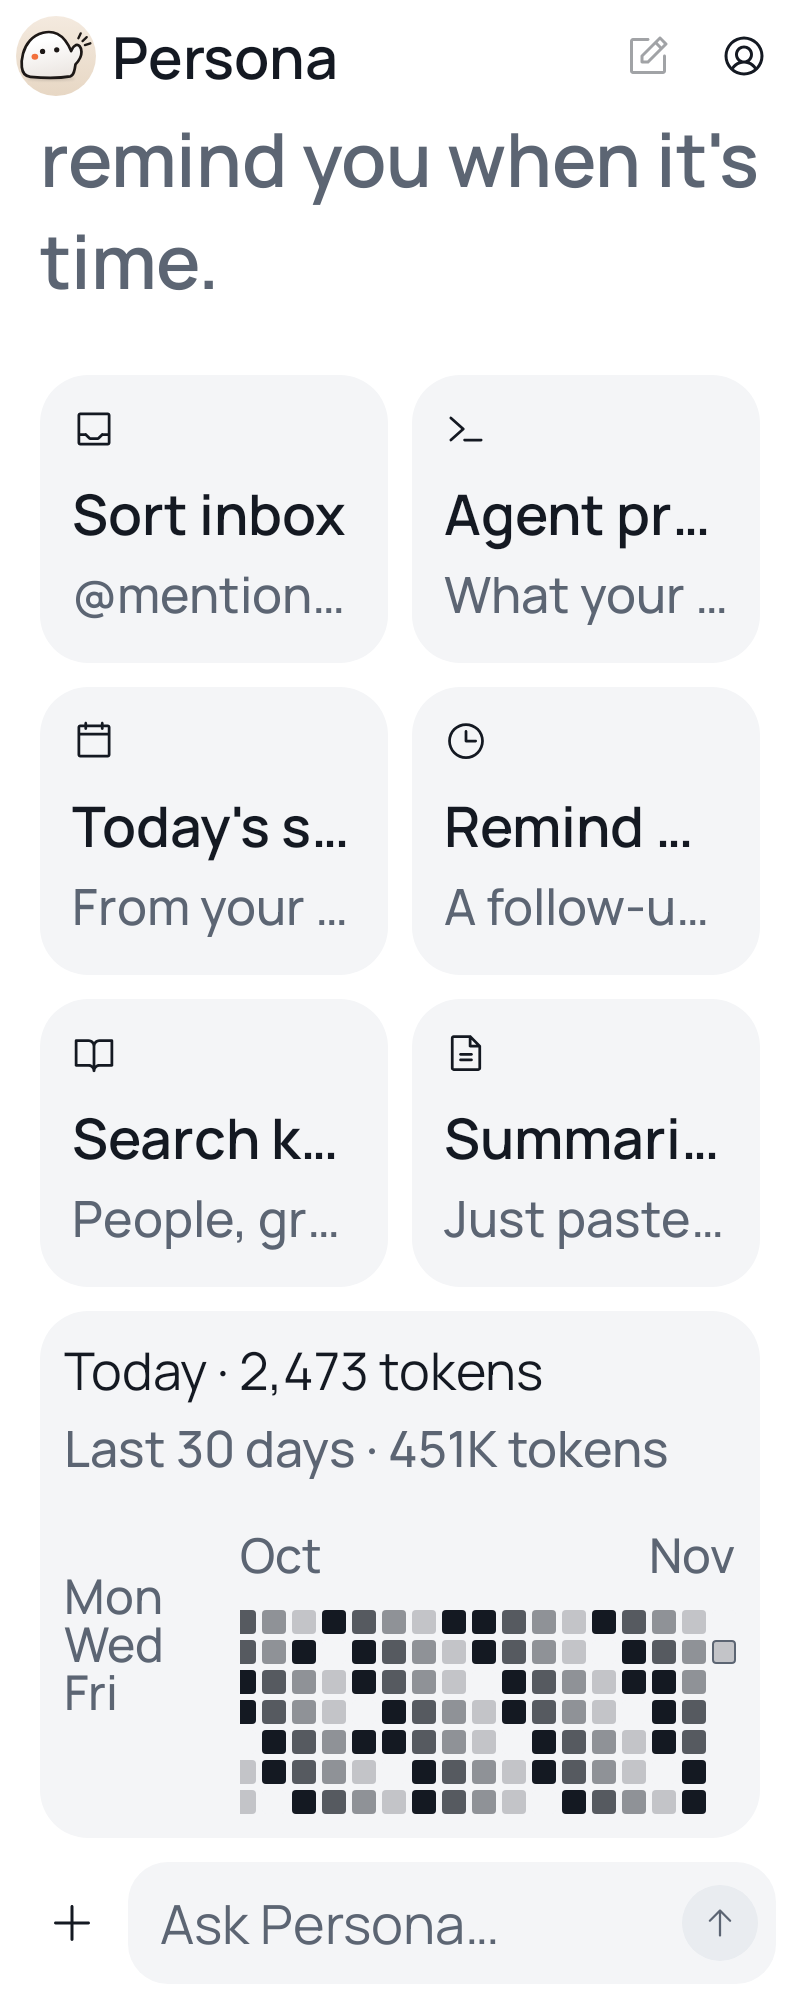 Persona
remind you when it's
time.
Sort inbox
@mention…
Agent pr…
What your …
Today's s…
From your …
Remind …
A follow-u…
Search k…
People, gr…
Summari…
Just paste…
Today · 2,473 tokens
Last 30 days · 451K tokens
Oct
Nov
Mon
Wed
Fri
Ask Persona…